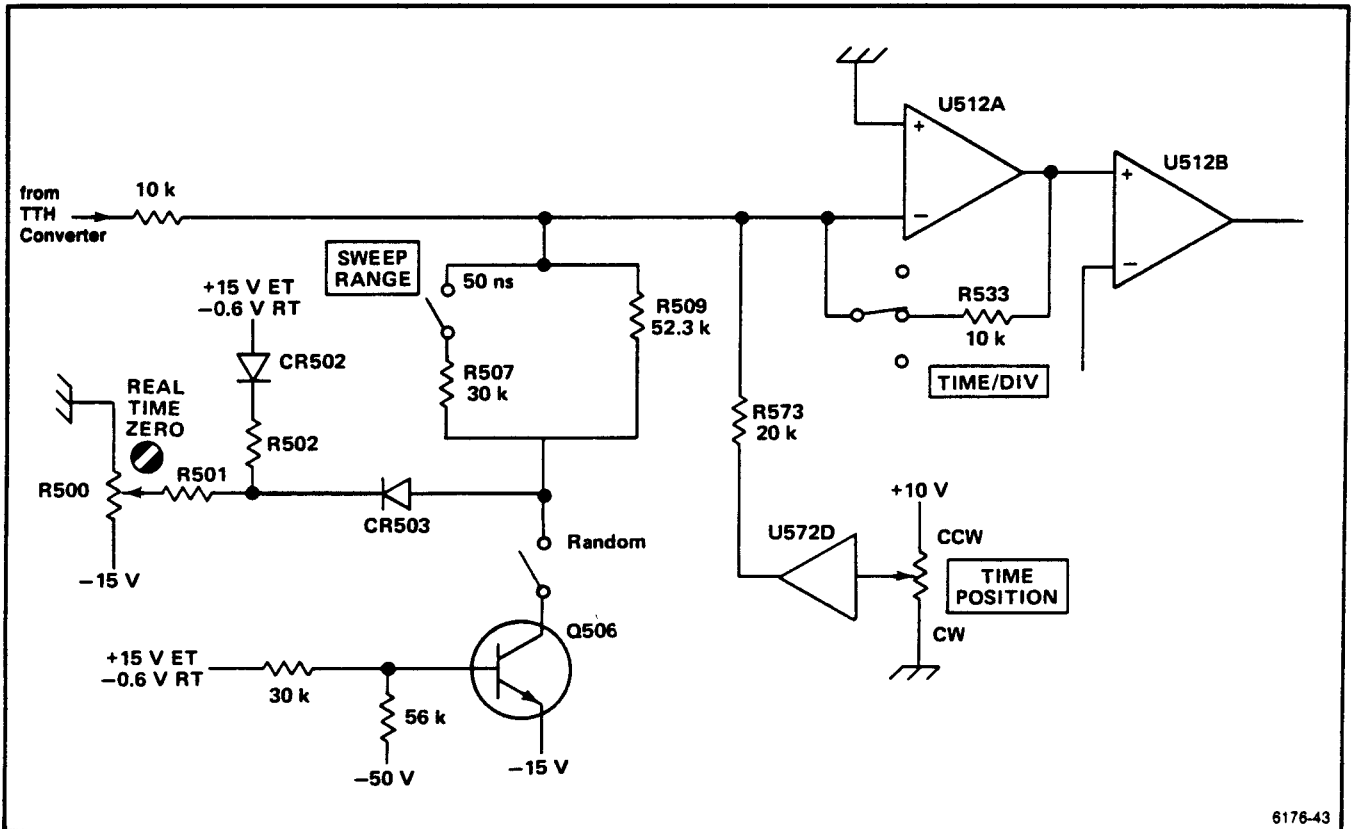 U512A
+
−
U512B
+
−
from
TTH
Converter
10 k
SWEEP
RANGE
50 ns
R507
30 k
R509
52.3 k
+15 V ET
−0.6 V RT
CR502
R502
REAL
TIME
ZERO
R500
R501
−15 V
CR503
Random
Q506
+15 V ET
−0.6 V RT
30 k
56 k
−50 V
−15 V
R533
10 k
TIME/DIV
R573
20 k
U572D
+10 V
CCW
TIME
POSITION
CW
6176-43